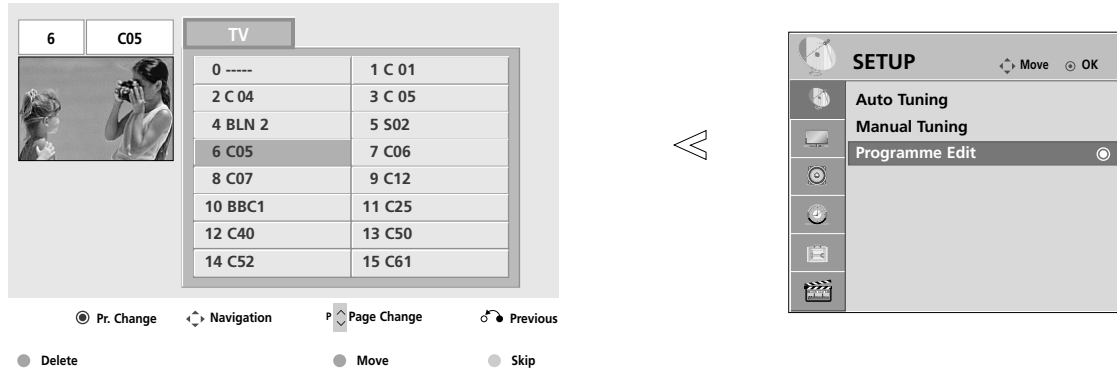 6 C05
TV
0 ----- 1 C 01
2 C 04 3 C 05
4 BLN 2 5 S02
6 C05 7 C06
8 C07 9 C12
10 BBC1 11 C25
12 C40 13 C50
14 C52 15 C61
Pr. Change Navigation P Page Change Previous
Delete Move Skip
SETUP Move OK
Auto Tuning
Manual Tuning
Programme Edit